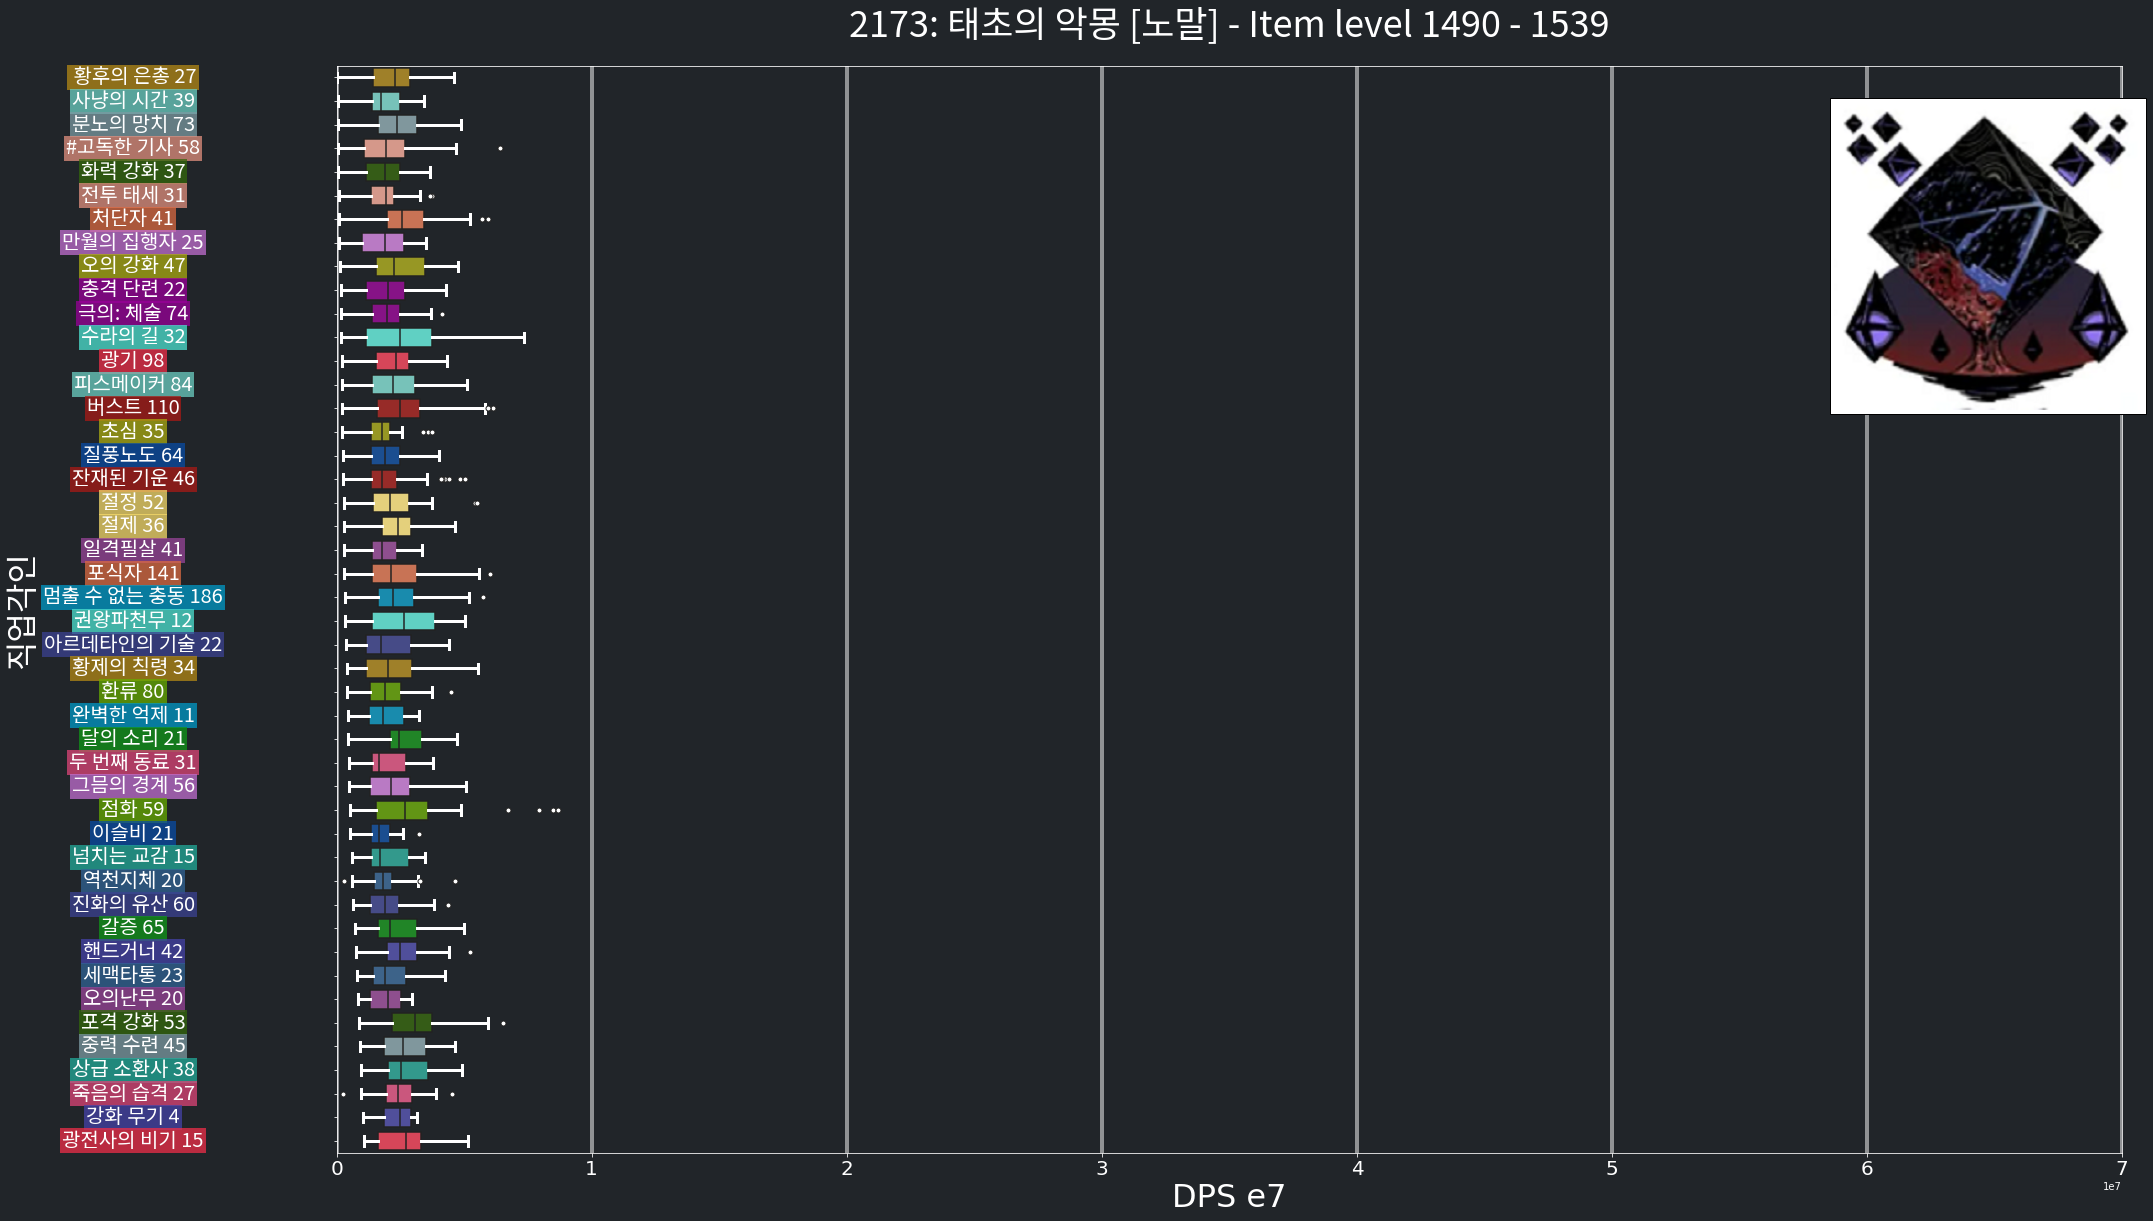 2173: 태초의 악몽 [노말] - Item level 1490 - 1539
황후의 은총 27
사냥의 시간 39
분노의 망치 73
#고독한 기사 58
화력 강화 37
전투 태세 31
처단자 41
만월의 집행자 25
오의 강화 47
충격 단련 22
극의: 체술 74
수라의 길 32
광기 98
피스메이커 84
버스트 110
초심 35
질풍노도 64
잔재된 기운 46
절정 52
절제 36
일격필살 41
포식자 141
멈출 수 없는 충동 186
권왕파천무 12
아르데타인의 기술 22
황제의 칙령 34
환류 80
완벽한 억제 11
달의 소리 21
두 번째 동료 31
그믐의 경계 56
점화 59
이슬비 21
넘치는 교감 15
역천지체 20
진화의 유산 60
갈증 65
핸드거너 42
세맥타통 23
오의난무 20
포격 강화 53
중력 수련 45
상급 소환사 38
죽음의 습격 27
강화 무기 4
광전사의 비기 15
직업각인
0 1 2 3 4 5 6 7
1e7
DPS e7